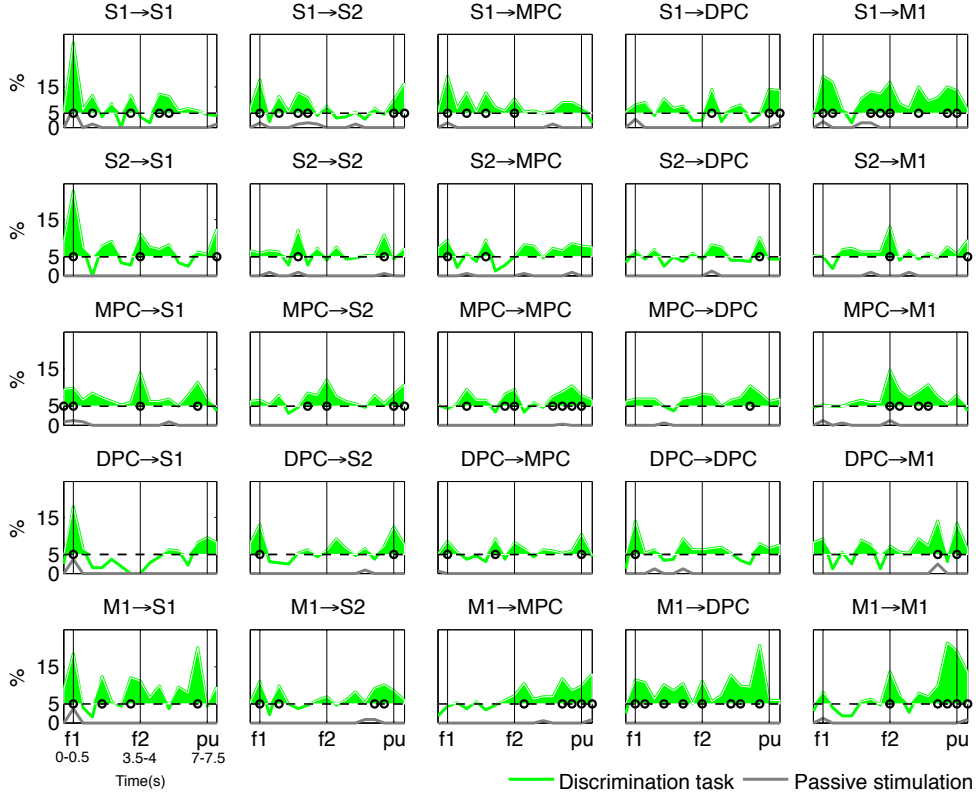 S1→S1 S1→S2 S1→MPC S1→DPC S1→M1
%
15
5
0
S2→S1 S2→S2 S2→MPC S2→DPC S2→M1
%
15
5
0
MPC→S1 MPC→S2 MPC→MPC MPC→DPC MPC→M1
%
15
5
0
DPC→S1 DPC→S2 DPC→MPC DPC→DPC DPC→M1
%
15
5
0
M1→S1 M1→S2 M1→MPC M1→DPC M1→M1
%
15
5
0
f1 f2 pu f1 f2 pu f1 f2 pu f1 f2 pu f1 f2 pu
0-0.5 3.5-4 7-7.5
Time(s)
Discrimination task Passive stimulation